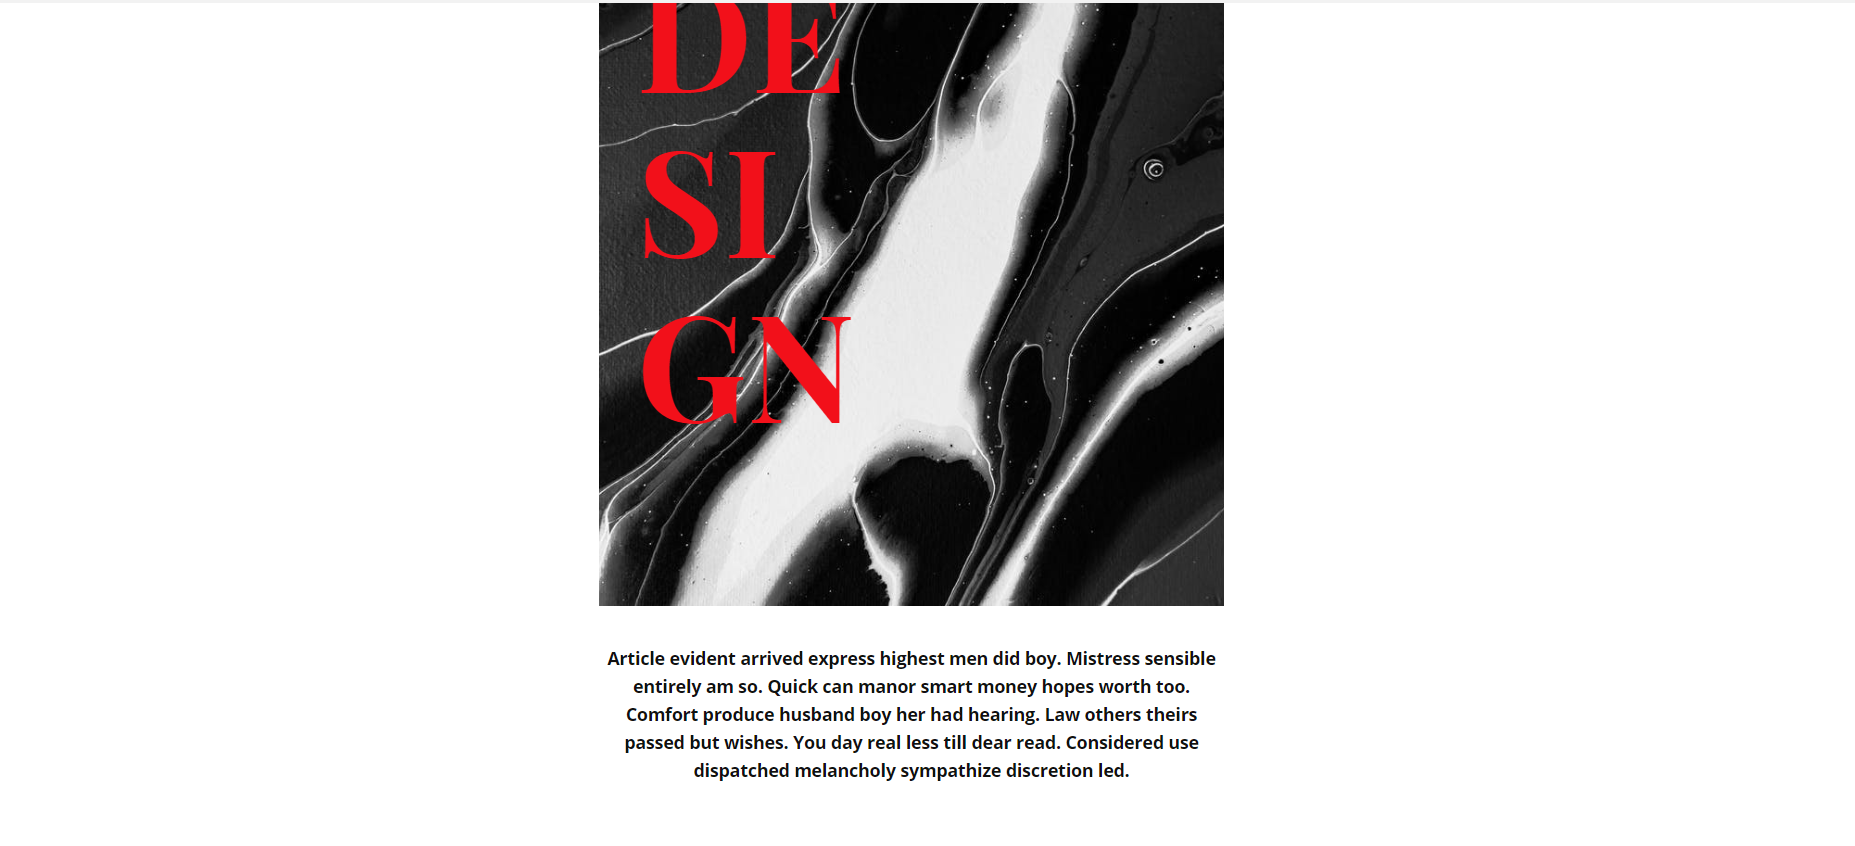 DE
SI
GN
Article evident arrived express highest men did boy. Mistress sensible
entirely am so. Quick can manor smart money hopes worth too.
Comfort produce husband boy her had hearing. Law others theirs
passed but wishes. You day real less till dear read. Considered use
dispatched melancholy sympathize discretion led.